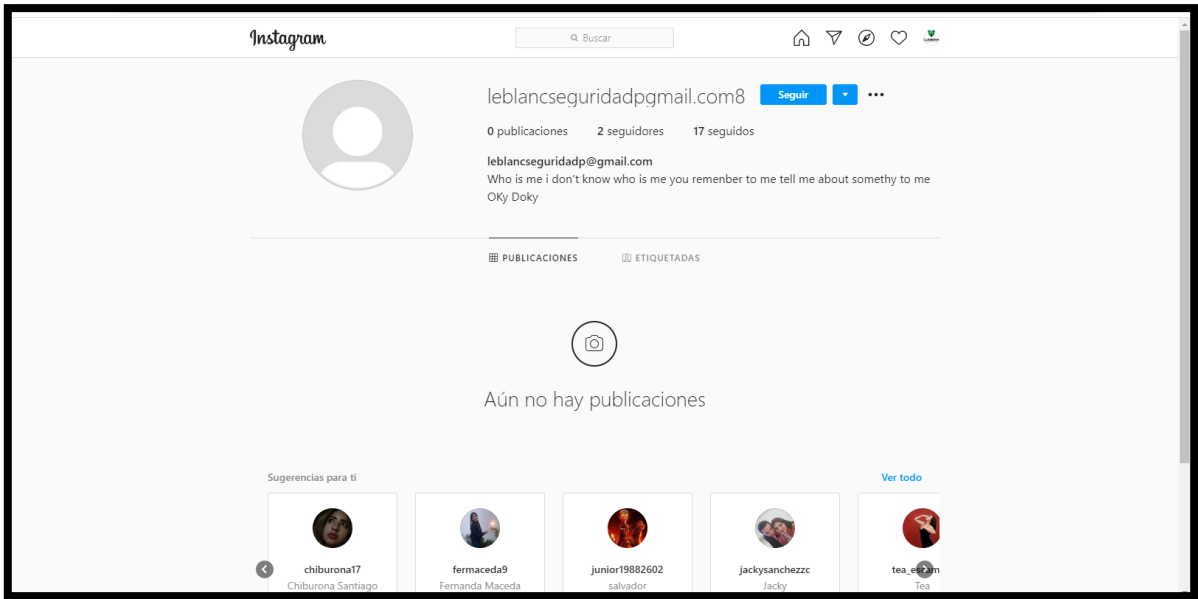 Instagram
Buscar
leblancseguridadpgmail.com8 Seguir
0 publicaciones 2 seguidores 17 seguidos
leblancseguridadp@gmail.com
Who is me i don't know who is me you renmenber to me tell me about somethy to me
OKy Doky
PUBLICACIONES ETIQUETADAS
Aún no hay publicaciones
Sugerencias para ti Ver todo
chiburona17 fermaceda9 junior19882602 jackysanchezzc
Chiburona Santiago Fernanda Maceda salvador Jacky Tea